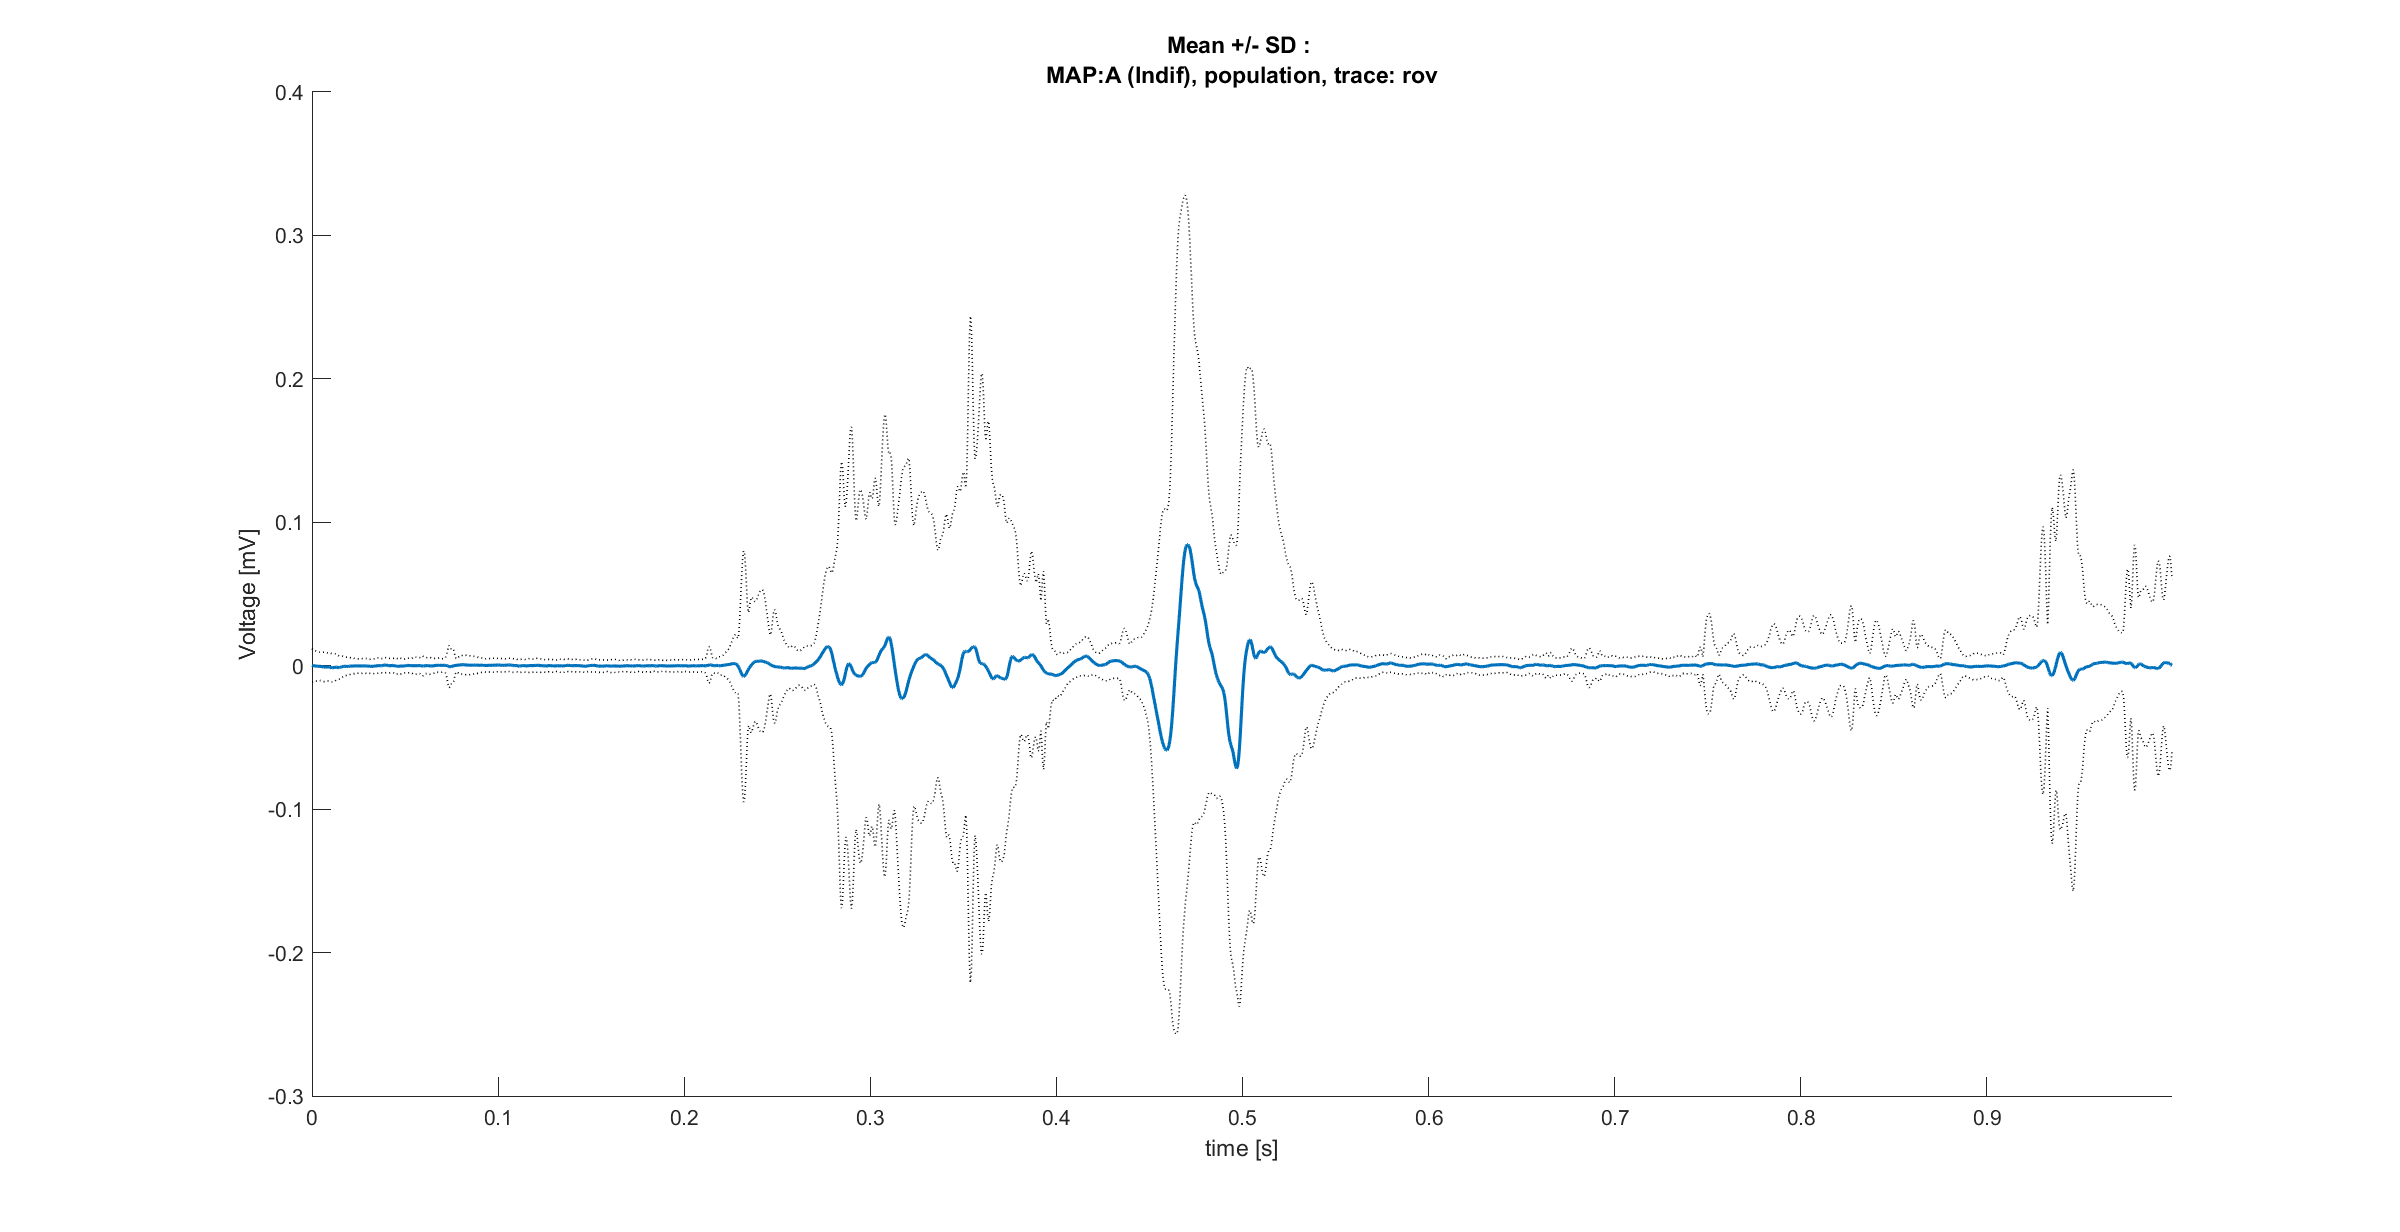 Mean +/- SD :
MAP:A (Indif), population, trace: rov
0.4
0.3
0.2
0.1
0
-0.1
-0.2
-0.3
Voltage [mV]
0 0.1 0.2 0.3 0.4 0.5 0.6 0.7 0.8 0.9
time [s]